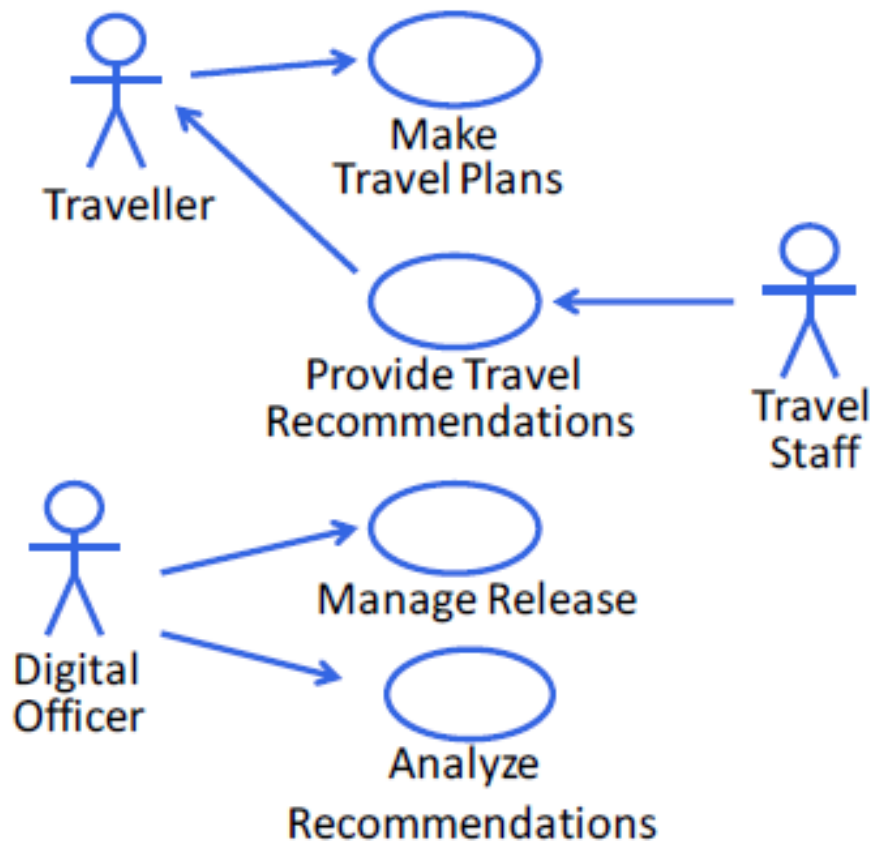 Make
Travel Plans
Traveller
Provide Travel
Recommendations
Travel
Staff
Manage Release
Digital
Officer
Analyze
Recommendations